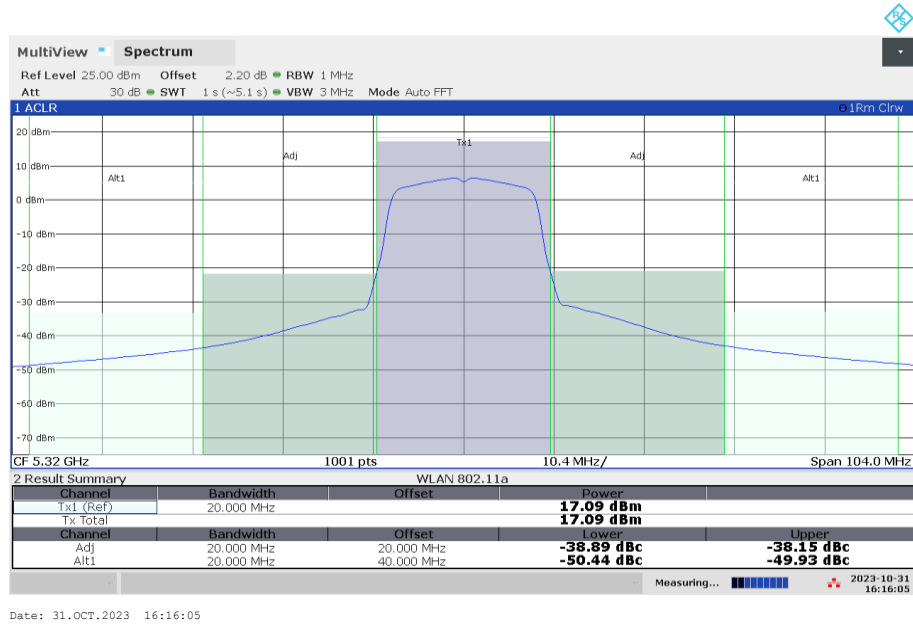 R&S
MultiView Spectrum
Ref Level 25.00 dBm Offset 2.20 dB RBW 1 MHz
Att 30 dB SWT 1 s (~5.1 s) VBW 3 MHz Mode Auto FFT
1 ACLR 1Rm Clrw
20 dBm
Tx1
Adj Adj
10 dBm
Alt1 Alt1
0 dBm
-10 dBm
-20 dBm
-30 dBm
-40 dBm
-50 dBm
-60 dBm
-70 dBm
CF 5.32 GHz 1001 pts 10.4 MHz/ Span 104.0 MHz
2 Result Summary WLAN 802.11a
Channel Bandwidth Offset Power
Tx1 (Ref) 20.000 MHz 17.09 dBm
Tx Total 17.09 dBm
Channel Bandwidth Offset Lower Upper
Adj 20.000 MHz 20.000 MHz -38.89 dBc -38.15 dBc
Alt1 20.000 MHz 40.000 MHz -50.44 dBc -49.93 dBc
Measuring... 2023-10-31
16:16:05
Date: 31.OCT.2023 16:16:05